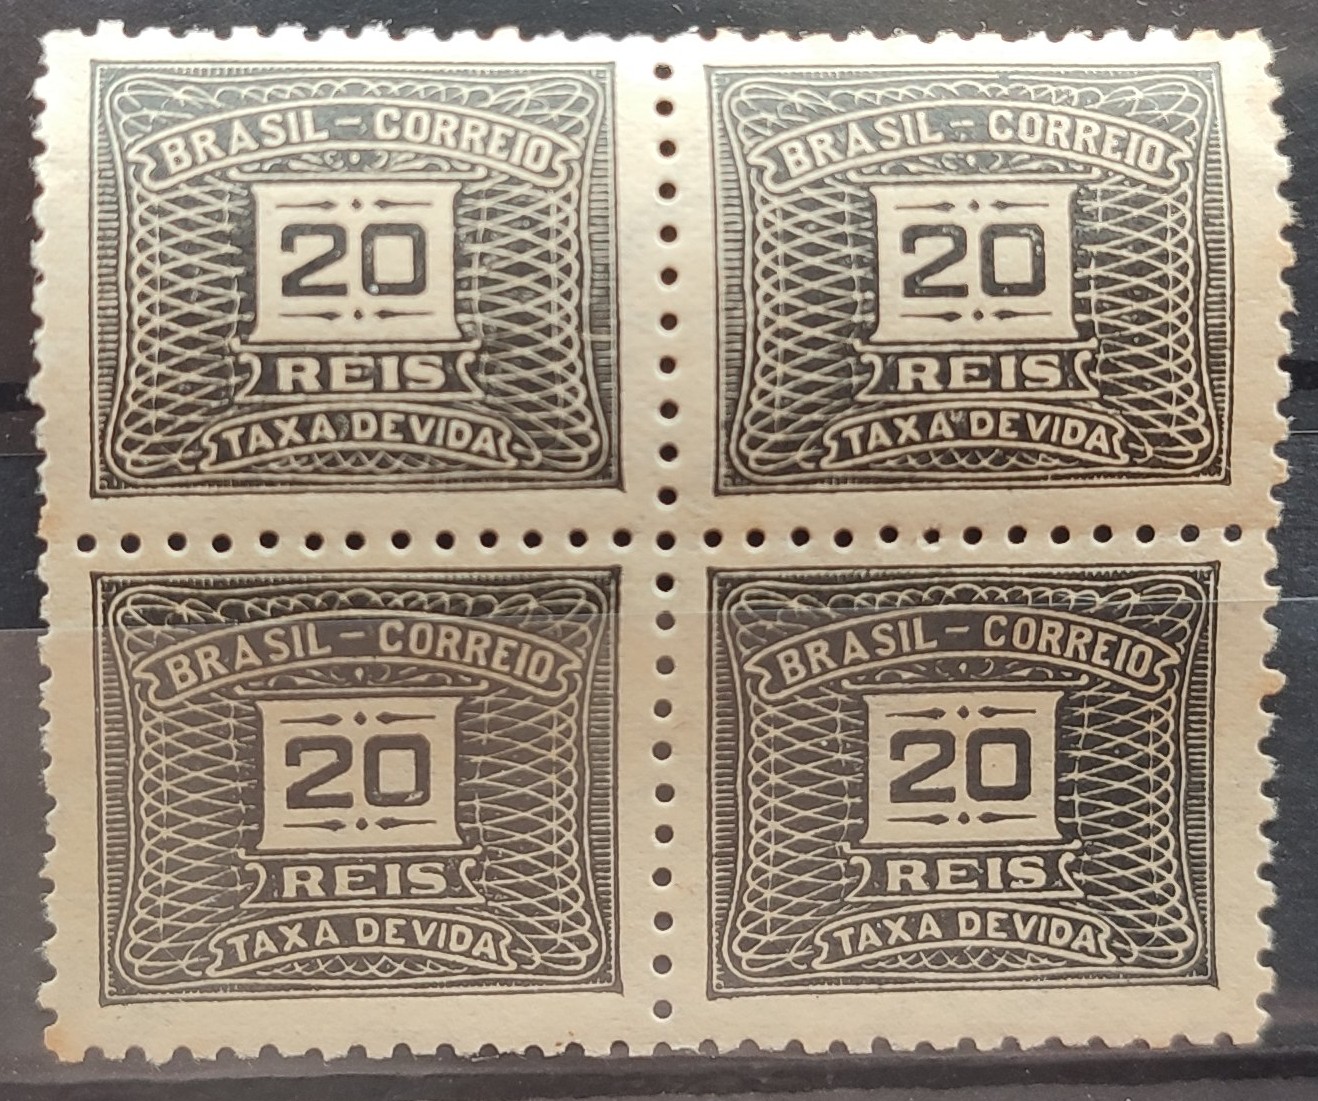 BRASIL - CORREIO
20
REIS
TAXA DEVIDA
BRASIL - CORREIO
20
REIS
TAXA DEVIDA
BRASIL - CORREIO
20
REIS
TAXA DEVIDA
BRASIL - CORREIO
20
REIS
TAXA DEVIDA